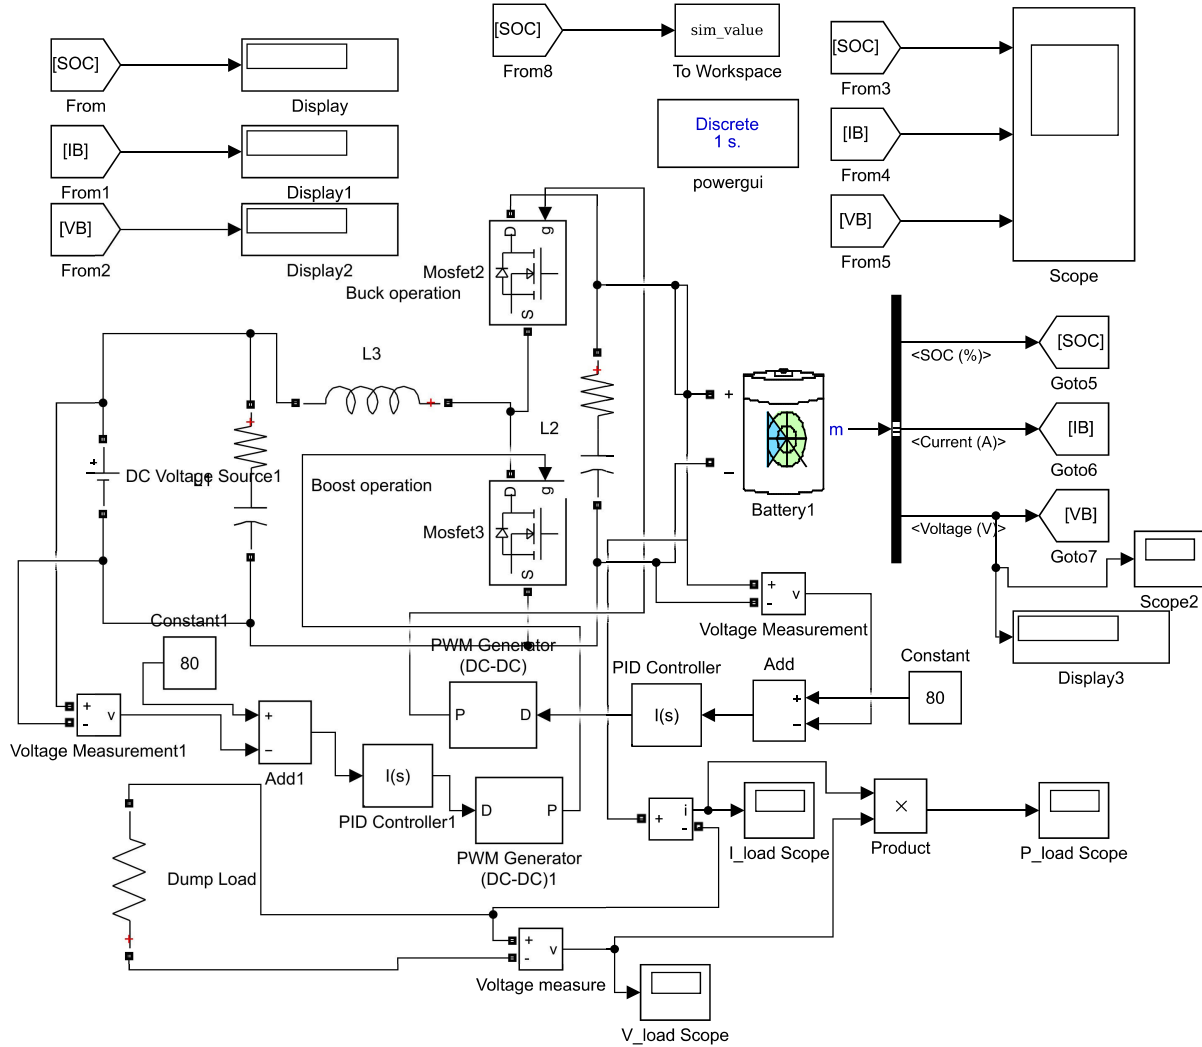 [SOC]
From
Display
[IB]
From1
Display1
[VB]
From2
Display2
[SOC]
From8
sim_value
To Workspace
Discrete
1 s.
powergui
[SOC]
From3
[IB]
From4
[VB]
From5
Scope
D
g
S
Mosfet2
Buck operation
L3
L2
+
DC Voltage Source1
Boost operation
D
g
S
Mosfet3
+
−
m
Battery1
<SOC (%)>
[SOC]
Goto5
<Current (A)>
[IB]
Goto6
<Voltage (V)>
[VB]
Goto7
Scope2
Display3
+
-
v
Voltage Measurement
Constant1
80
PWM Generator
(DC-DC)
P
D
PID Controller
I(s)
Add
+
−
Constant
80
+
-
v
Voltage Measurement1
+
−
Add1
I(s)
PID Controller1
D
P
PWM Generator
(DC-DC)1
+
i
-
I_load Scope
×
Product
P_load Scope
Dump Load
+
-
v
Voltage measure
V_load Scope